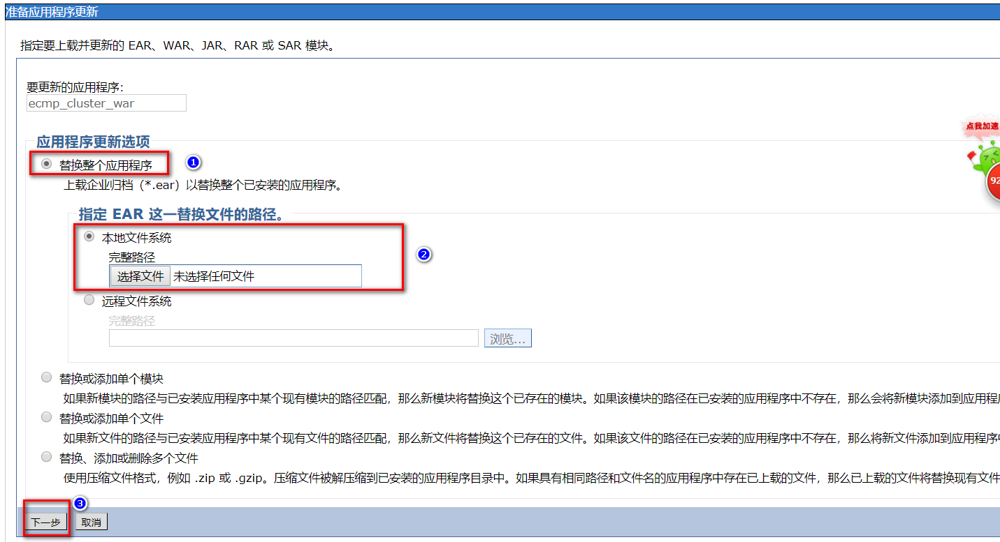 准备应用程序更新
指定要上载并更新的 EAR、WAR、JAR、RAR 或 SAR 模块。
要更新的应用程序:
ecmp_cluster_war
点我加速
应用程序更新选项
替换整个应用程序
1
上载企业归档（*.ear）以替换整个已安装的应用程序。
92
指定 EAR 这一替换文件的路径。
本地文件系统
2
完整路径
选择文件 未选择任何文件
远程文件系统
完整路径
浏览...
替换或添加单个模块
如果新模块的路径与已安装应用程序中某个现有模块的路径匹配，那么新模块将替换这个已存在的模块。如果该模块的路径在已安装的应用程序中不存在，那么会将新模块添加到应用程
替换或添加单个文件
如果新文件的路径与已安装应用程序中某个现有文件的路径匹配，那么新文件将替换这个已存在的文件。如果该文件的路径在已安装的应用程序中不存在，那么将新文件添加到应用程序
替换、添加或删除多个文件
使用压缩文件格式，例如 .zip 或 .gzip。压缩文件被解压缩到已安装的应用程序目录中。如果具有相同路径和文件名的应用程序中存在已上载的文件，那么已上载的文件将替换现有文件
3
下一步 取消